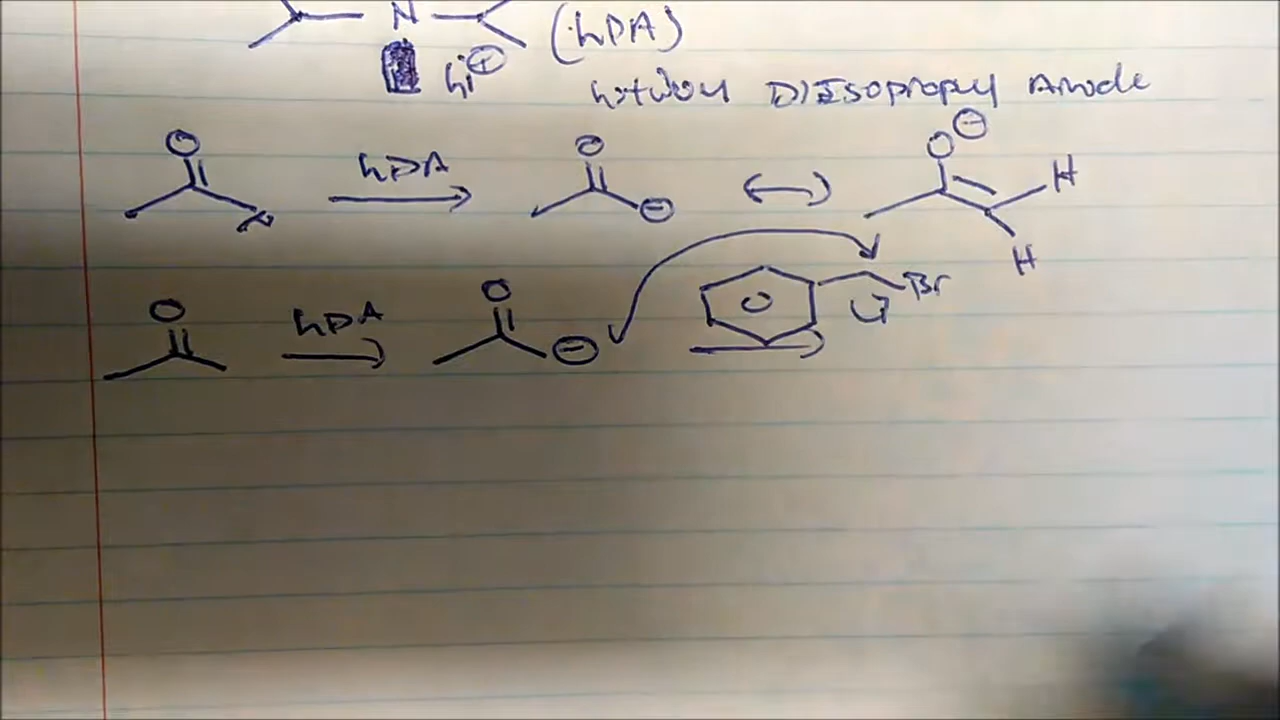 N (LDA)
Li⊕ Lithium DIIsopropyl Amide
O LDA O ⊖ ↔ O ⊖ H H
O LDA O ⊖ Br